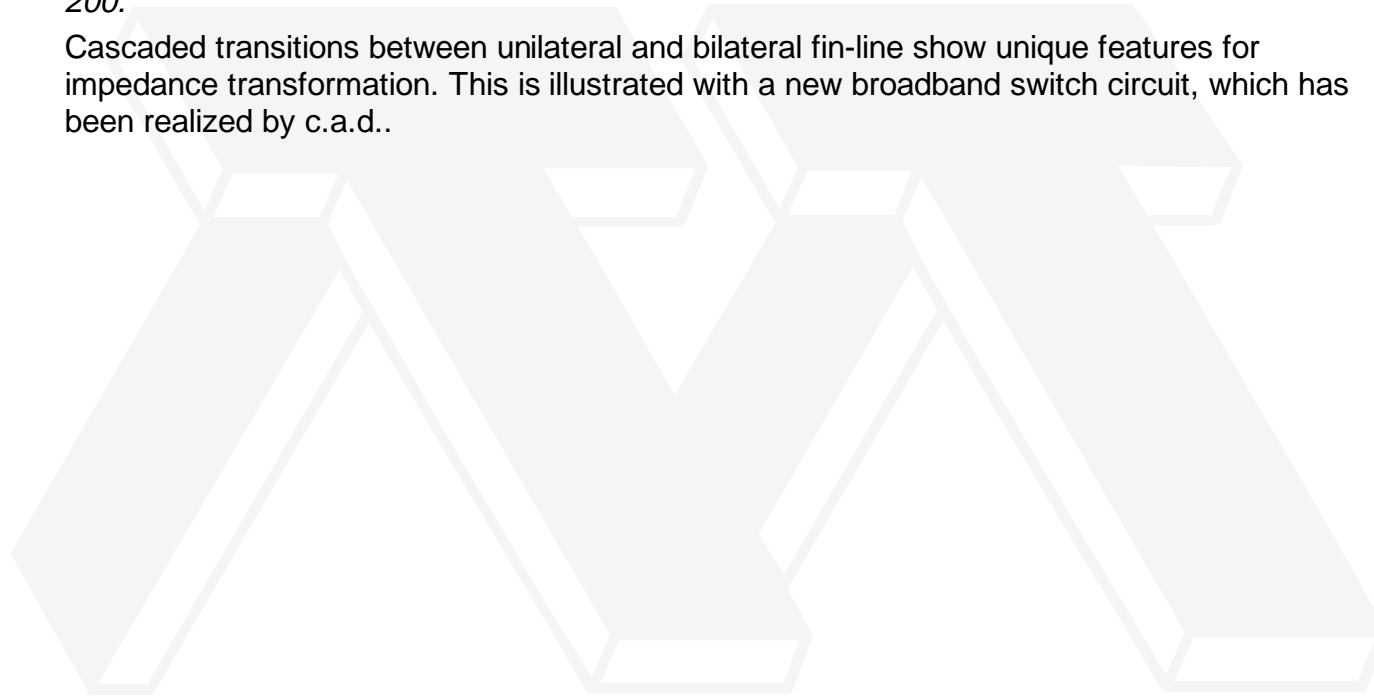 200.
Cascaded transitions between unilateral and bilateral fin-line show unique features for
impedance transformation. This is illustrated with a new broadband switch circuit, which has
been realized by c.a.d..